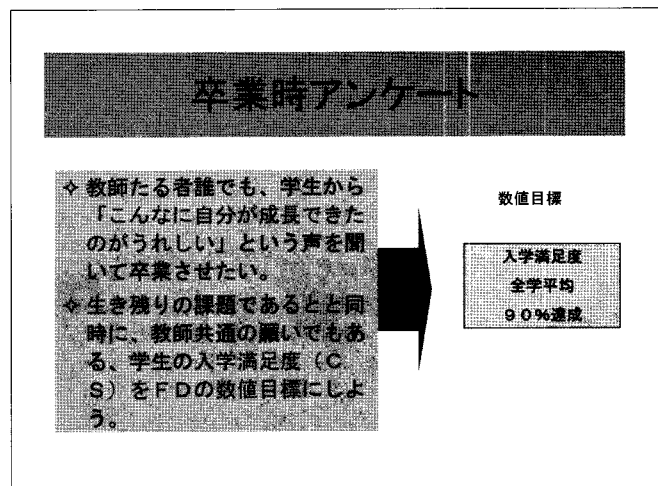 卒業時アンケート
✧ 教師たる者誰でも、学生から
「こんなに自分が成長できた
のがうれしい」という声を聞
いて卒業させたい。
✧ 生き残りの課題であるとと同
時に、教師共通の願いでもあ
る、学生の入学満足度（C
S）をFDの数値目標にしよ
う。
数値目標
入学満足度
全学平均
90%達成